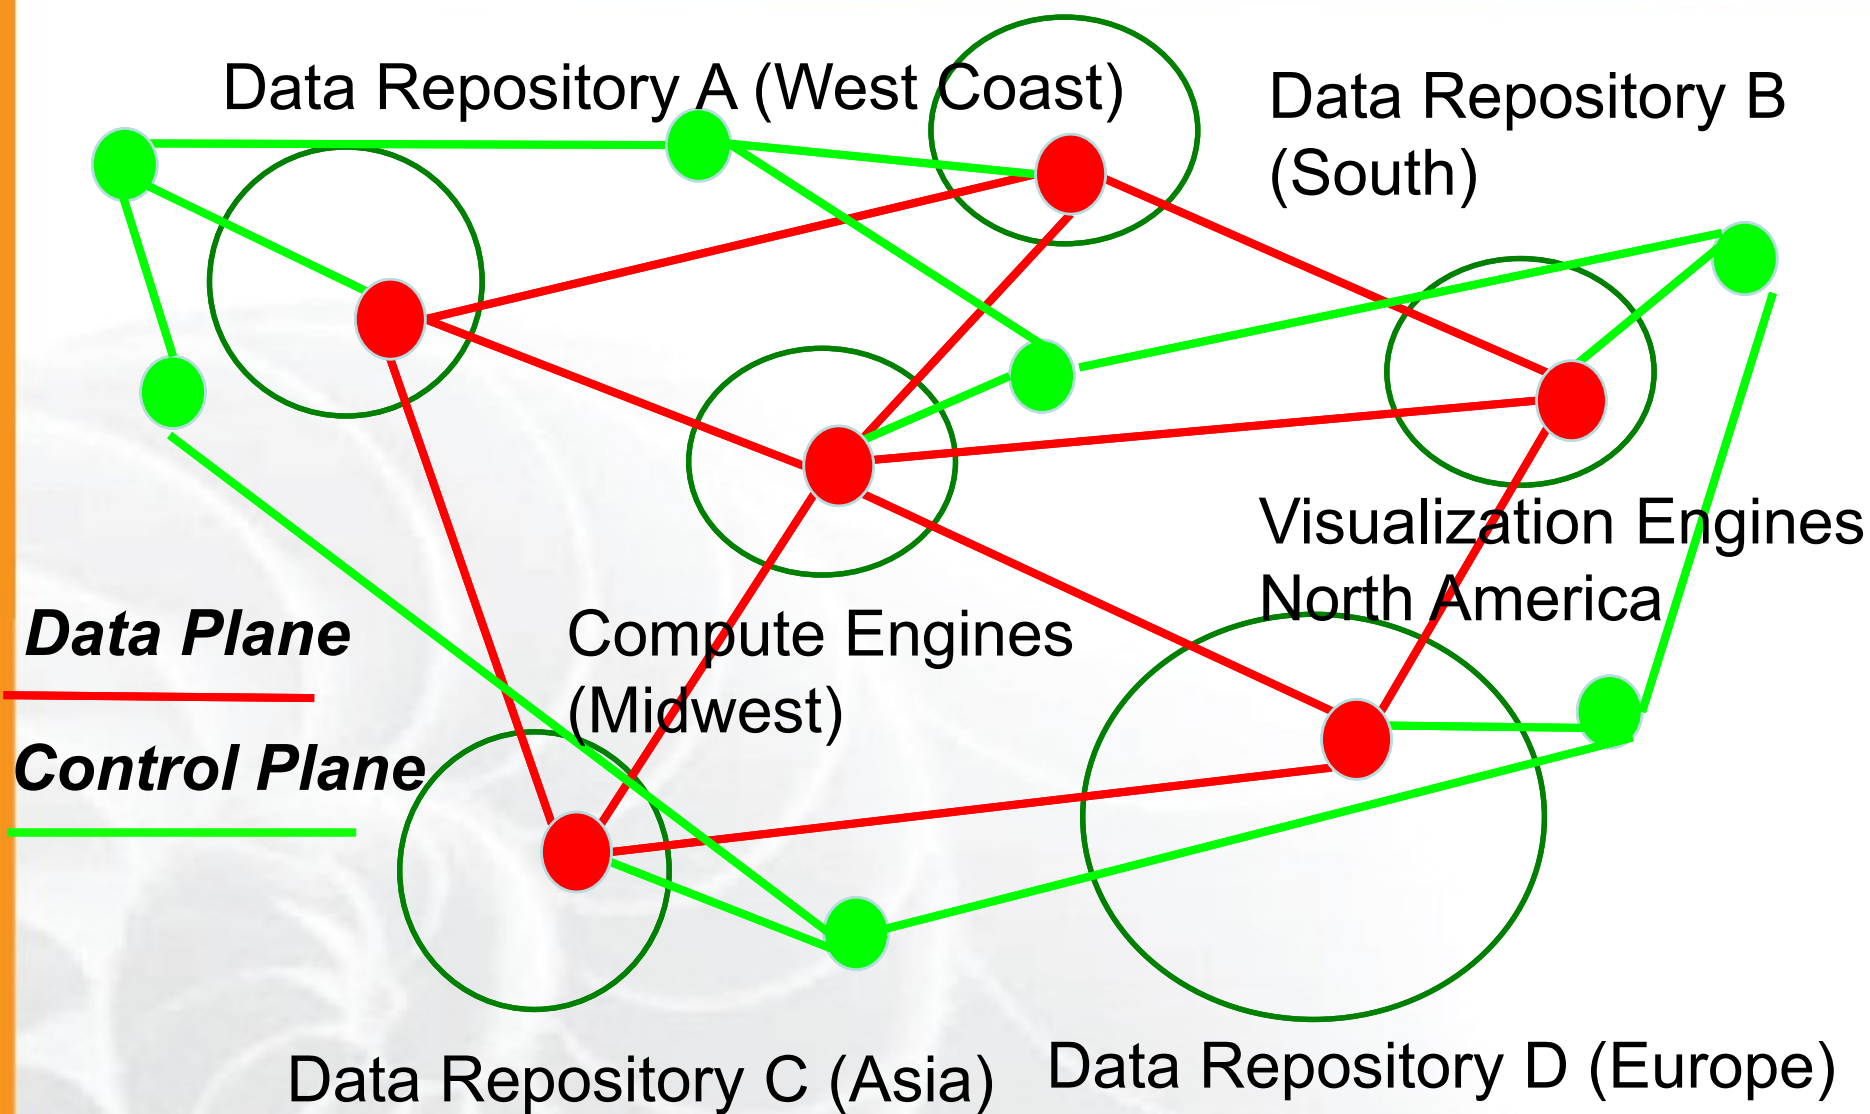 Data Repository A (West Coast)
Data Repository B
(South)
Visualization Engines
North America
Data Plane
Compute Engines
(Midwest)
Control Plane
Data Repository C (Asia)
Data Repository D (Europe)